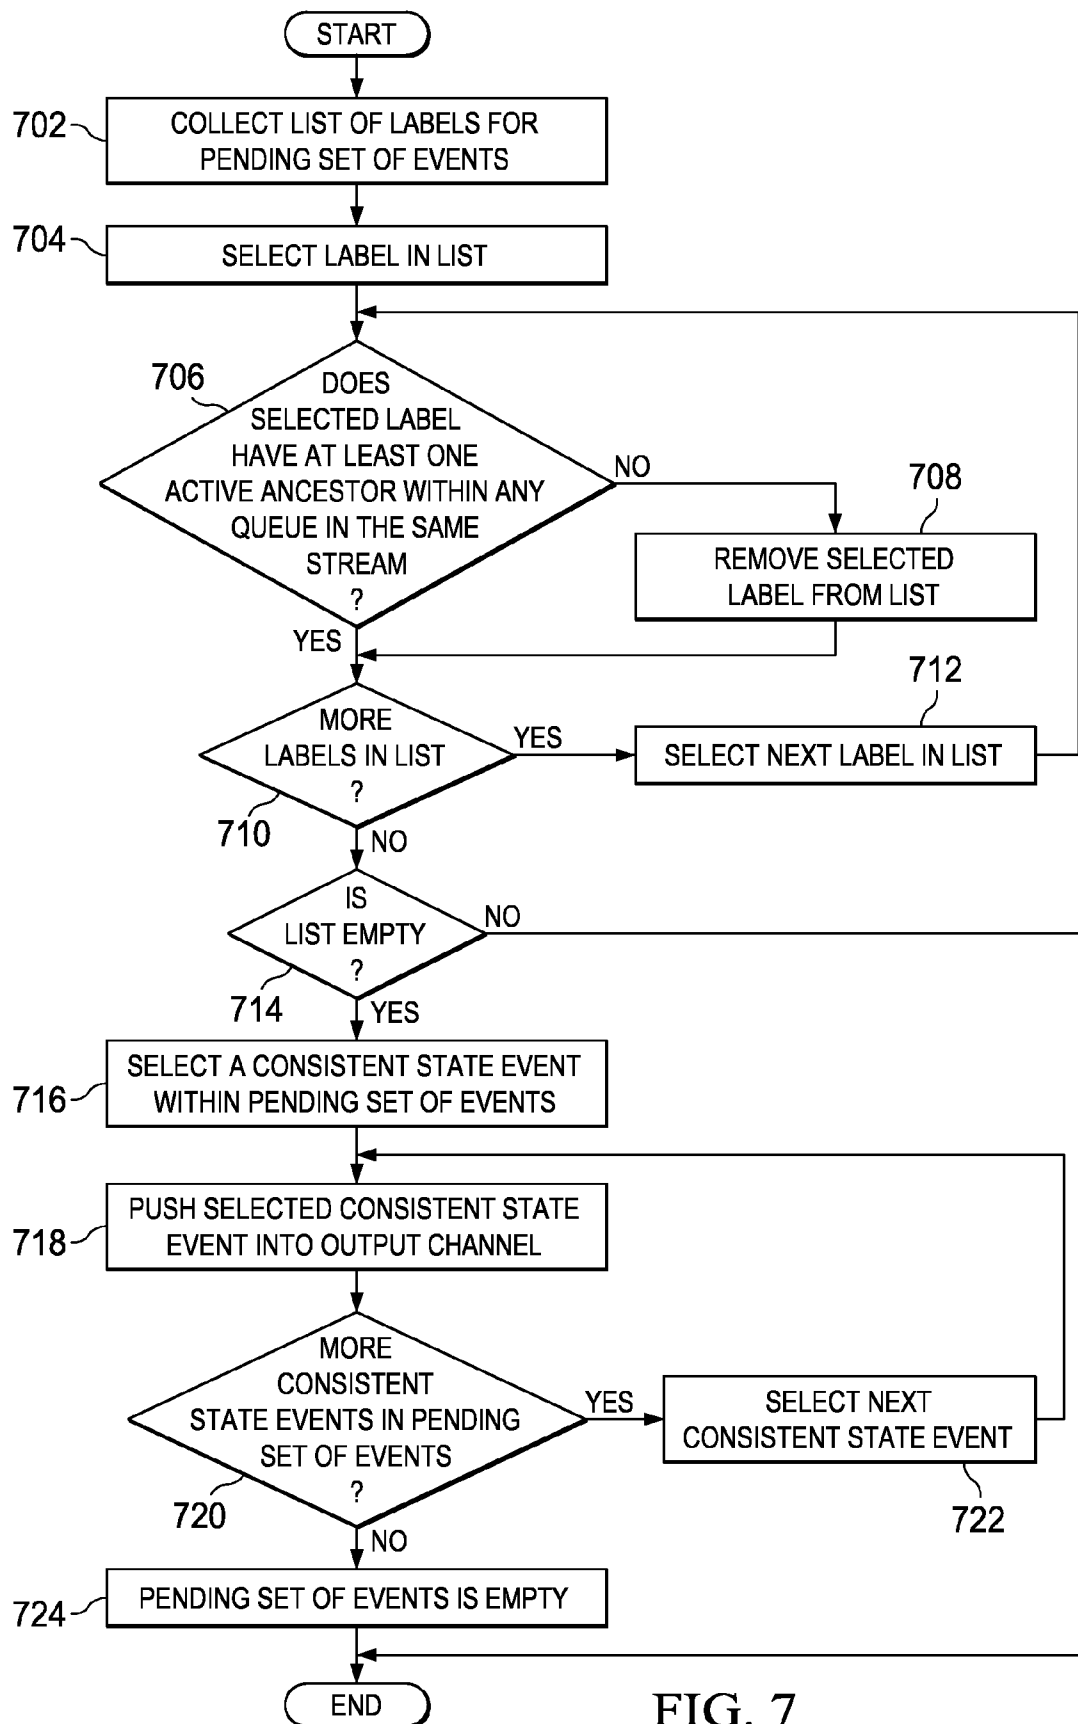 START
702
COLLECT LIST OF LABELS FOR
PENDING SET OF EVENTS
704
SELECT LABEL IN LIST
706
DOES
SELECTED LABEL
HAVE AT LEAST ONE
ACTIVE ANCESTOR WITHIN ANY
QUEUE IN THE SAME
STREAM
?
NO
708
REMOVE SELECTED
LABEL FROM LIST
YES
712
MORE
LABELS IN LIST
?
YES
SELECT NEXT LABEL IN LIST
710
NO
IS
LIST EMPTY
?
NO
714
YES
716
SELECT A CONSISTENT STATE EVENT
WITHIN PENDING SET OF EVENTS
718
PUSH SELECTED CONSISTENT STATE
EVENT INTO OUTPUT CHANNEL
MORE
CONSISTENT
STATE EVENTS IN PENDING
SET OF EVENTS
?
YES
SELECT NEXT
CONSISTENT STATE EVENT
720
722
NO
724
PENDING SET OF EVENTS IS EMPTY
END
FIG. 7